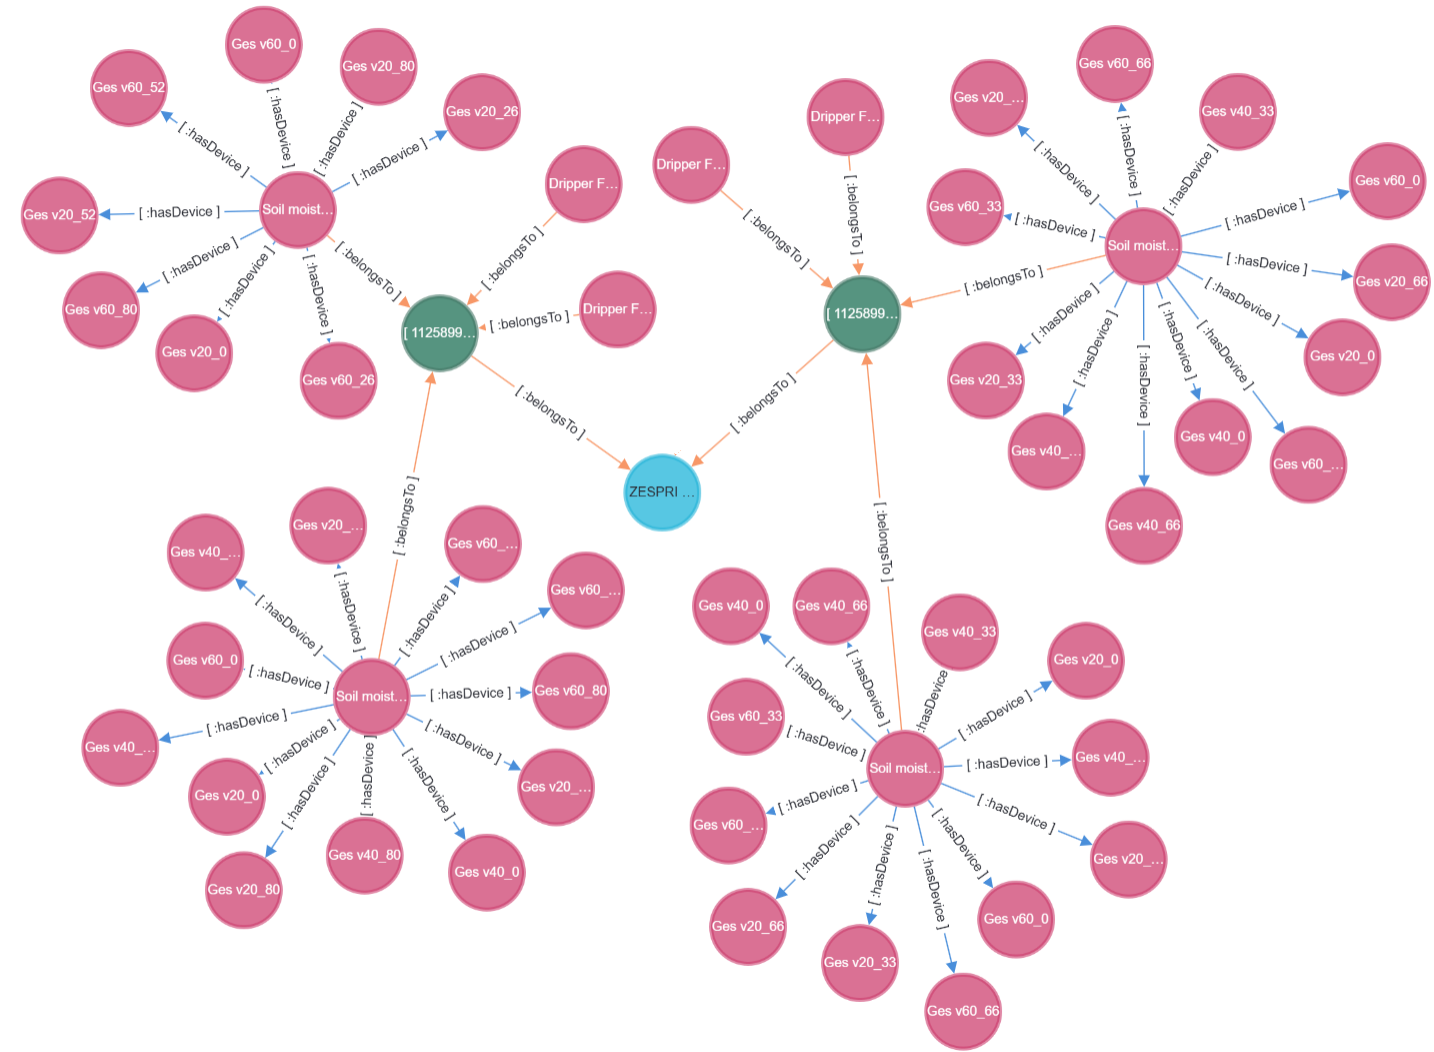 Ges v60_0
Ges v20_80
Ges v60_52
Ges v20_26
[ :hasDevice ]
[ :hasDevice ]
[ :hasDevice ]
[ :hasDevice ]
Ges v20_52
[ :hasDevice ]
Soil moist...
[ :hasDevice ]
[ :hasDevice ]
[ :hasDevice ]
Ges v60_80
Ges v20_0
Ges v60_26
[ :belongsTo ]
Dripper F...
[ :belongsTo ]
Dripper F...
[ :belongsTo ]
[ 1125899...
[ :belongsTo ]
Dripper F...
Dripper F...
[ :belongsTo ]
[ :belongsTo ]
[ 1125899...
[ :belongsTo ]
[ :belongsTo ]
ZESPRI ...
Ges v60_66
Ges v20_...
Ges v40_33
[ :hasDevice ]
[ :hasDevice ]
[ :hasDevice ]
Ges v60_0
Ges v60_33
[ :hasDevice ]
[ :hasDevice ]
Soil moist...
[ :hasDevice ]
Ges v20_66
[ :hasDevice ]
[ :hasDevice ]
[ :hasDevice ]
[ :hasDevice ]
[ :hasDevice ]
[ :hasDevice ]
Ges v20_0
Ges v20_33
Ges v40_...
Ges v40_0
Ges v60_...
Ges v40_66
[ :belongsTo ]
Ges v20_...
Ges v40_...
Ges v60_...
Ges v60_...
[ :hasDevice ]
[ :hasDevice ]
[ :hasDevice ]
[ :hasDevice ]
Ges v60_0
[ :hasDevice ]
Soil moist...
[ :hasDevice ]
Ges v60_80
Ges v40_...
[ :hasDevice ]
[ :hasDevice ]
[ :hasDevice ]
[ :hasDevice ]
[ :hasDevice ]
[ :hasDevice ]
Ges v20_0
Ges v20_...
Ges v20_80
Ges v40_80
Ges v40_0
[ :belongsTo ]
Ges v40_0
Ges v40_66
Ges v40_33
Ges v20_0
[ :hasDevice ]
[ :hasDevice ]
:hasDevice
[ :hasDevice ]
Ges v60_33
[ :hasDevice ]
Soil moist...
[ :hasDevice ]
Ges v40_...
Ges v60_...
[ :hasDevice ]
[ :hasDevice ]
[ :hasDevice ]
[ :hasDevice ]
[ :hasDevice ]
[ :hasDevice ]
Ges v20_...
Ges v20_66
Ges v20_33
Ges v60_0
Ges v60_66